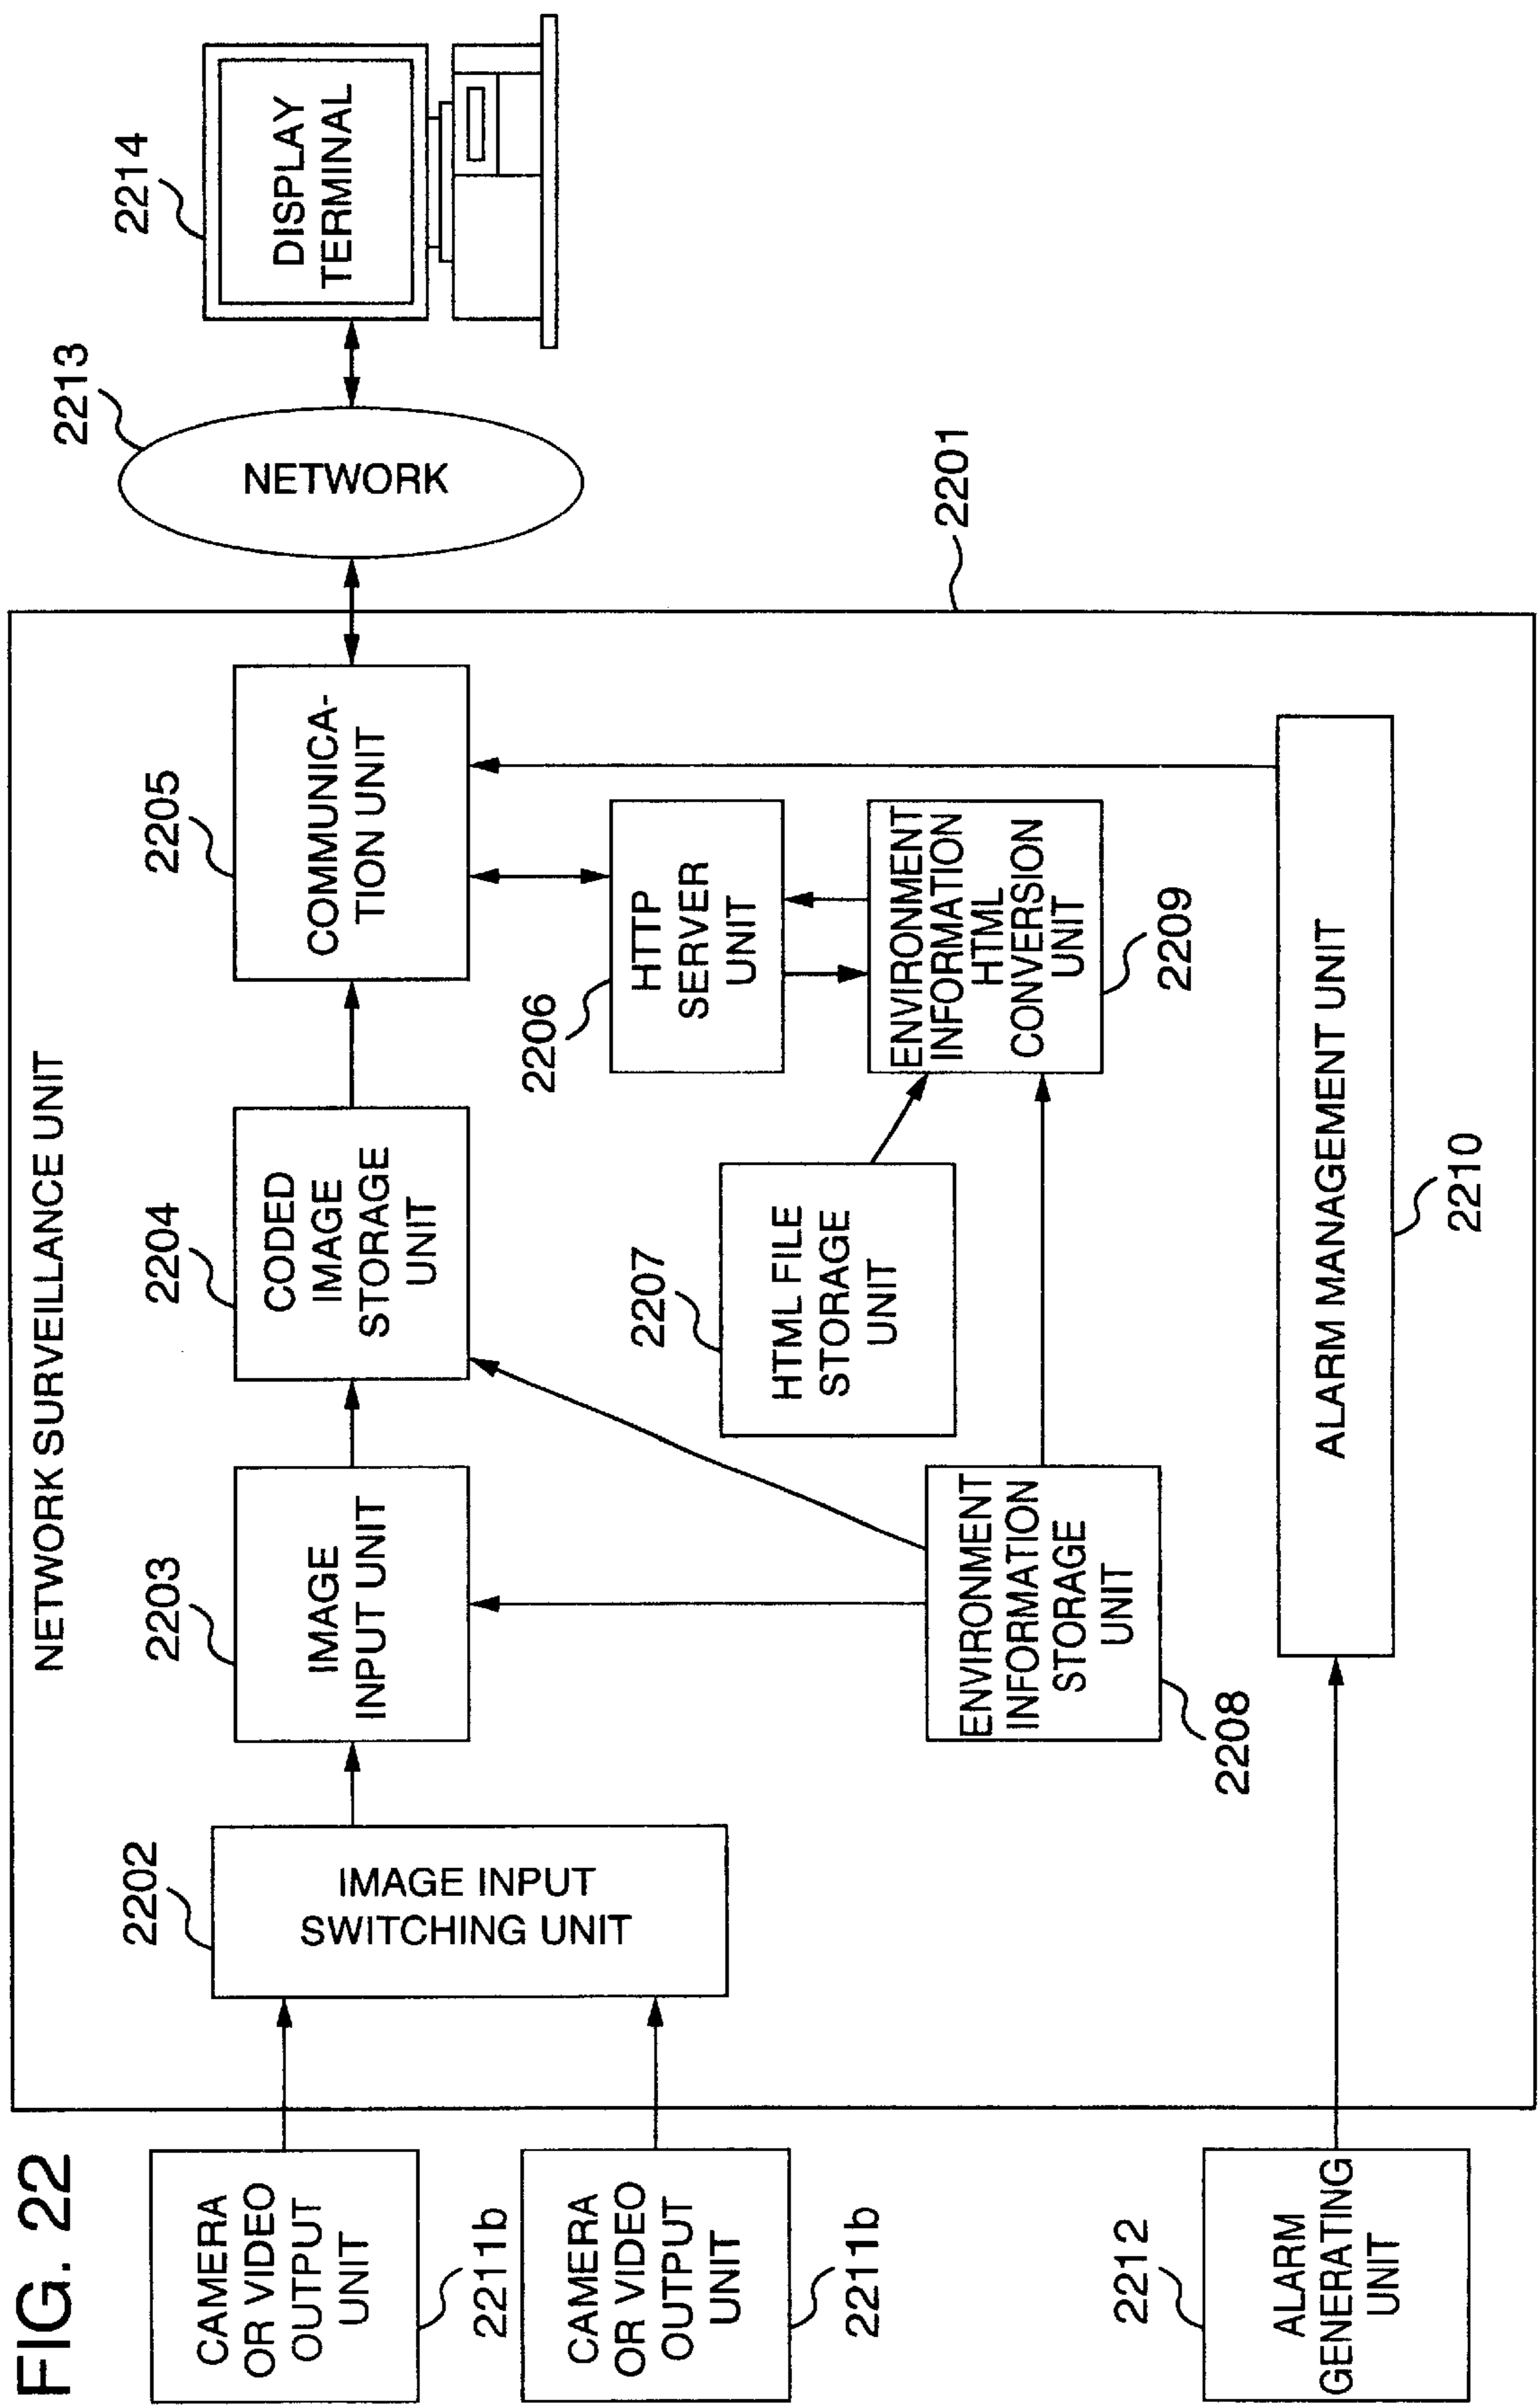 FIG. 22
NETWORK SURVEILLANCE UNIT
2201
CAMERA
OR VIDEO
OUTPUT
UNIT
2211b
CAMERA
OR VIDEO
OUTPUT
UNIT
2211b
2212
ALARM
GENERATING
UNIT
2202
IMAGE INPUT
SWITCHING UNIT
2203
IMAGE
INPUT UNIT
2204
CODED
IMAGE
STORAGE
UNIT
2205
COMMUNICA-
TION UNIT
2206
HTTP
SERVER
UNIT
2207
HTML FILE
STORAGE
UNIT
ENVIRONMENT
INFORMATION
STORAGE
UNIT
2208
ENVIRONMENT
INFORMATION
HTML
CONVERSION
UNIT
2209
ALARM MANAGEMENT UNIT
2210
2213
NETWORK
2214
DISPLAY
TERMINAL